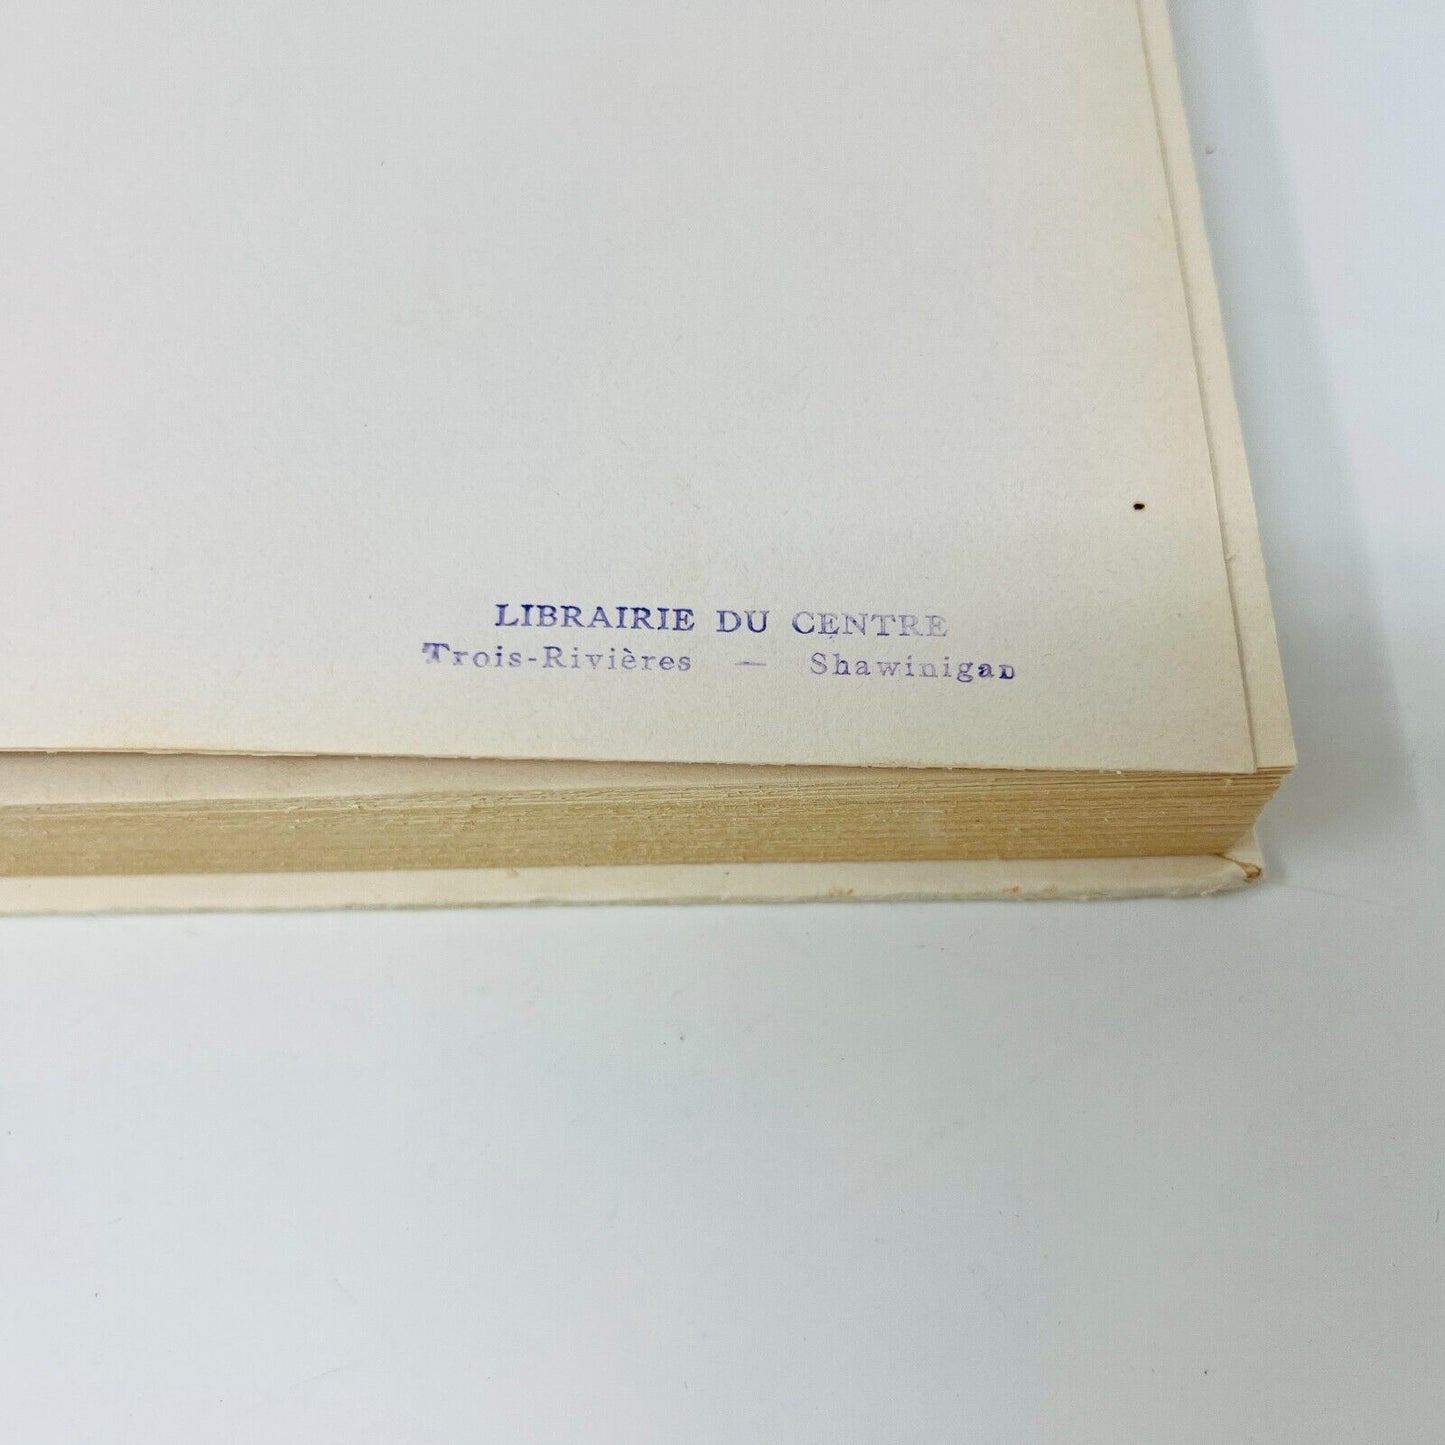 LIBRAIRIE DU CENTRE
Trois-Rivières — Shawinigan